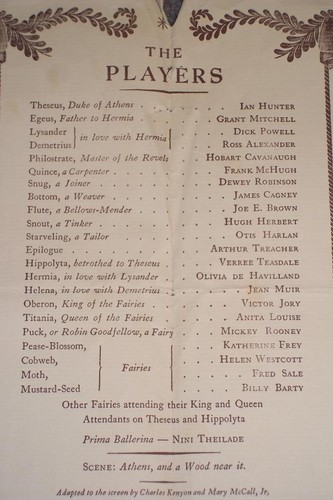 THE
PLAYERS
Theseus, Duke of Athens . . . . . . . . IAN HUNTER
Egeus, Father to Hermia . . . . . . . GRANT MITCHELL
Lysander } in love with Hermia { . . . . . DICK POWELL
Demetrius } { . . . . ROSS ALEXANDER
Philostrate, Master of the Revels . . . HOBART CAVANAUGH
Quince, a Carpenter . . . . . . . . FRANK MCHUGH
Snug, a Joiner . . . . . . . . DEWEY ROBINSON
Bottom, a Weaver . . . . . . . . JAMES CAGNEY
Flute, a Bellows-Mender . . . . . . . JOE E. BROWN
Snout, a Tinker . . . . . . . . HUGH HERBERT
Starveling, a Tailor . . . . . . . . OTIS HARLAN
Epilogue . . . . . . . . ARTHUR TREACHER
Hippolyta, betrothed to Theseus . . . . VERREE TEASDALE
Hermia, in love with Lysander . . . OLIVIA DE HAVILLAND
Helena, in love with Demetrius . . . . . . JEAN MUIR
Oberon, King of the Fairies . . . . . . VICTOR JORY
Titania, Queen of the Fairies . . . . . ANITA LOUISE
Puck, or Robin Goodfellow, a Fairy . . . MICKEY ROONEY
Pease-Blossom, . . . . KATHERINE FREY
Cobweb, } Fairies { . . . . HELEN WESTCOTT
Moth, . . . . . FRED SALE
Mustard-Seed . . . . BILLY BARTY
Other Fairies attending their King and Queen
Attendants on Theseus and Hippolyta
Prima Ballerina — NINI THEILADE
SCENE: Athens, and a Wood near it.
Adapted to the screen by Charles Kenyon and Mary McCall, Jr.